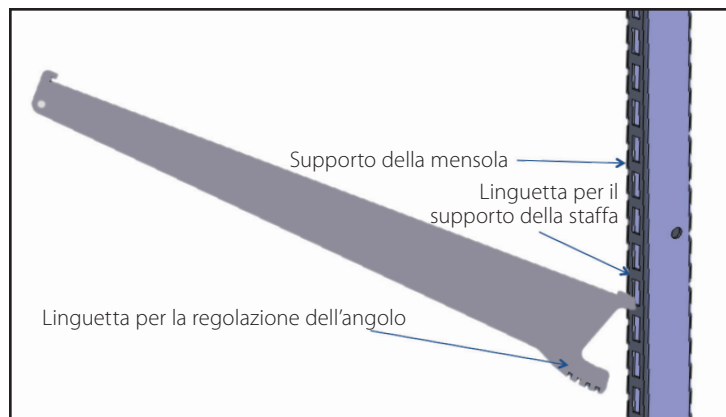 Supporto della mensola
Linguetta per il
supporto della staffa
Linguetta per la regolazione dell'angolo